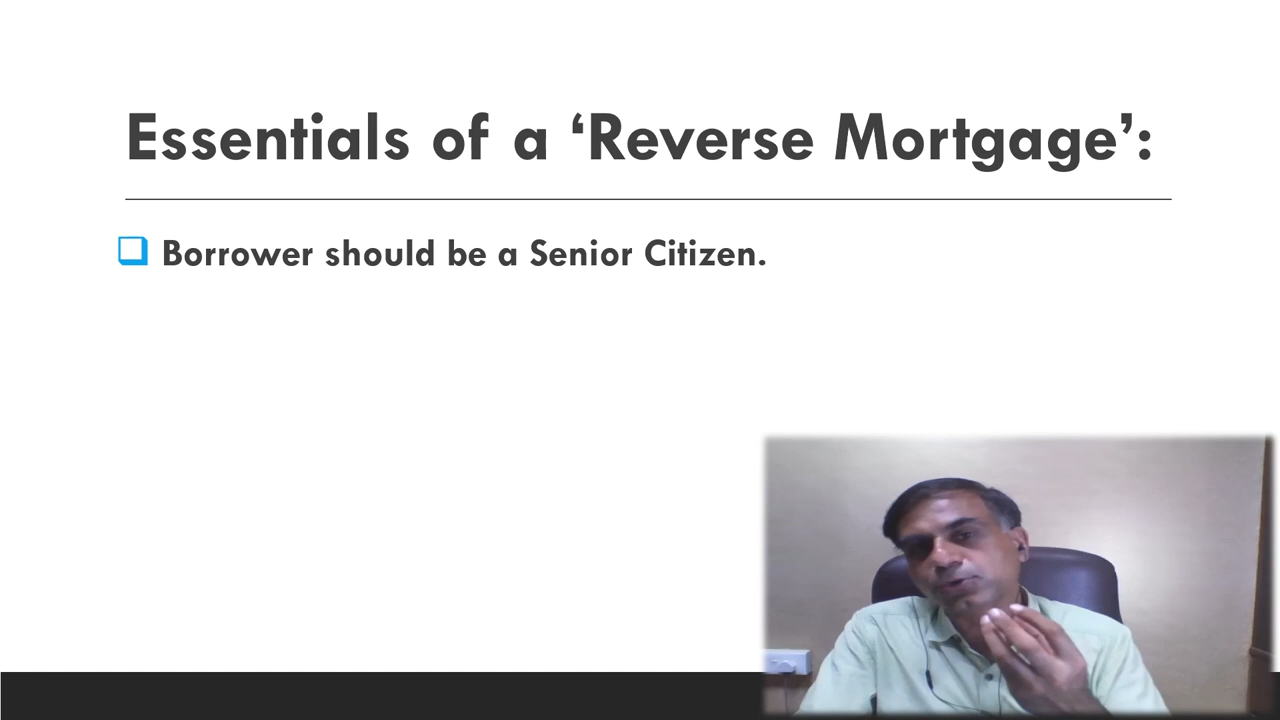 Essentials of a ‘Reverse Mortgage’:
Borrower should be a Senior Citizen.